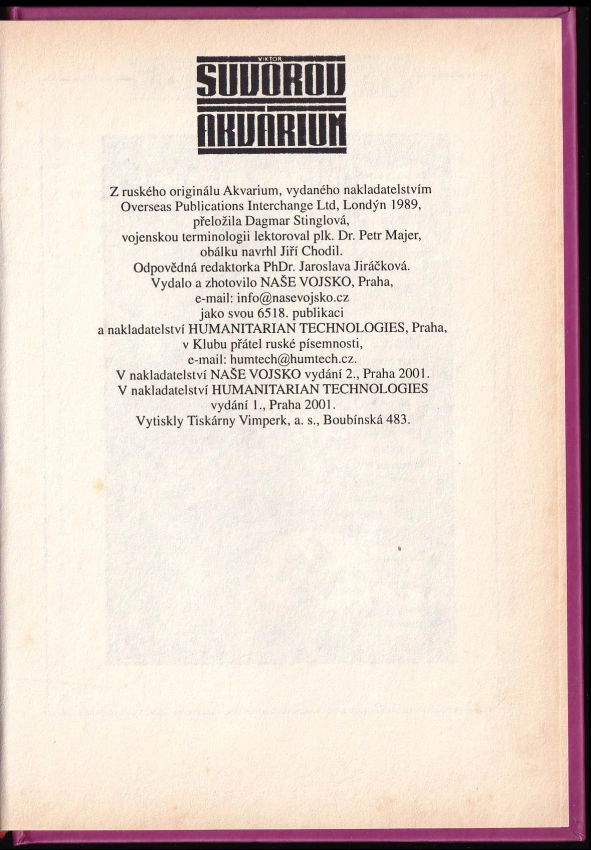 VIKTOR
SUVOROV
AKVÁRIUM
Z ruského originálu Akvarium, vydaného nakladatelstvím
Overseas Publications Interchange Ltd, Londýn 1989,
přeložila Dagmar Stinglová,
vojenskou terminologii lektoroval plk. Dr. Petr Majer,
obálku navrhl Jiří Chodil.
Odpovědná redaktorka PhDr. Jaroslava Jiráčková.
Vydalo a zhotovilo NAŠE VOJSKO, Praha,
e-mail: info@nasevojsko.cz
jako svou 6518. publikaci
a nakladatelství HUMANITARIAN TECHNOLOGIES, Praha,
v Klubu přátel ruské písemnosti,
e-mail: humtech@humtech.cz.
V nakladatelství NAŠE VOJSKO vydání 2., Praha 2001.
V nakladatelství HUMANITARIAN TECHNOLOGIES
vydání 1., Praha 2001.
Vytiskly Tiskárny Vimperk, a. s., Boubínská 483.